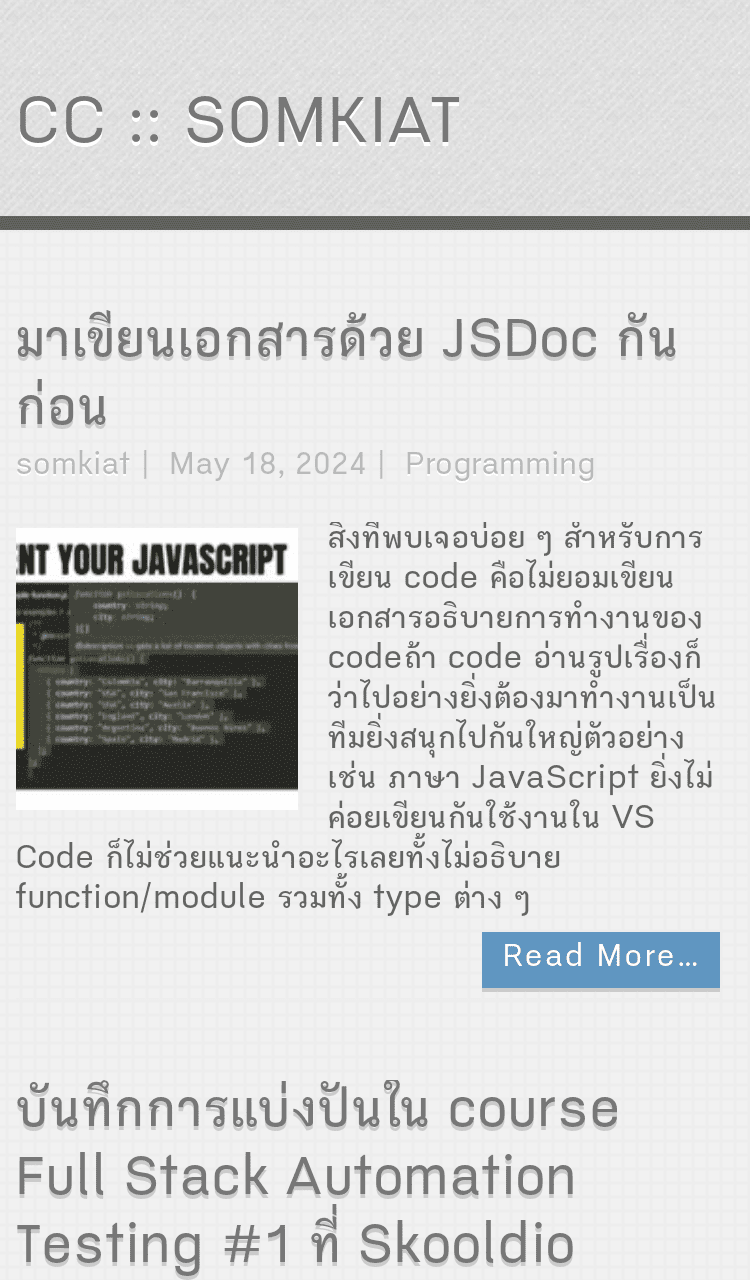 CC :: SOMKIAT
มาเขียนเอกสารด้วย JSDoc กัน
ก่อน
somkiat | May 18, 2024 | Programming
NT YOUR JAVASCRIPT
สิ่งที่พบเจอบ่อย ๆ สำหรับการ
เขียน code คือไม่ยอมเขียน
เอกสารอธิบายการทำงานของ
codeถ้า code อ่านรูปเรื่องก็
ว่าไปอย่างยิ่งต้องมาทำงานเป็น
ทีมยิ่งสนุกไปกันใหญ่ตัวอย่าง
เช่น ภาษา JavaScript ยิ่งไม่
ค่อยเขียนกันใช้งานใน VS
Code ก็ไม่ช่วยแนะนำอะไรเลยทั้งไม่อธิบาย
function/module รวมทั้ง type ต่าง ๆ
Read More…
บันทึกการแบ่งปันใน course
Full Stack Automation
Testing #1 ที่ Skooldio